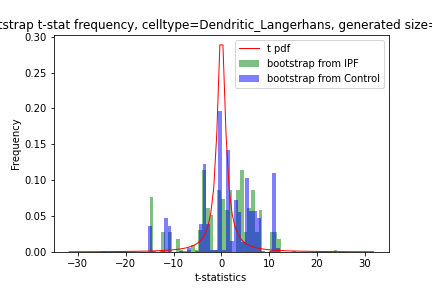 tstrap t-stat frequency, celltype=Dendritic_Langerhans, generated size=
t pdf
bootstrap from IPF
bootstrap from Control
Frequency
0.30
0.25
0.20
0.15
0.10
0.05
0.00
−30
−20
−10
0
10
20
30
t-statistics